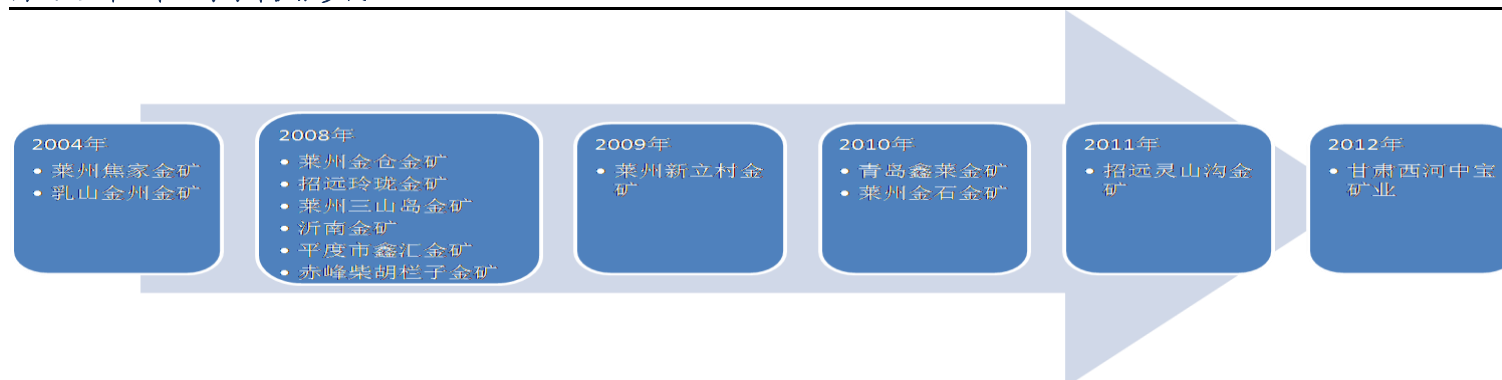 2004年
• 莱州焦家金矿
• 乳山金州金矿
2008年
• 莱州金仓金矿
• 招远玲珑金矿
• 莱州三山岛金矿
• 沂南金矿
• 平度市鑫汇金矿
• 赤峰柴胡栏子金矿
2009年
• 莱州新立村金
矿
2010年
• 青岛鑫莱金矿
• 莱州金石金矿
2011年
• 招远灵山沟金
矿
2012年
• 甘肃西河中宝
矿业